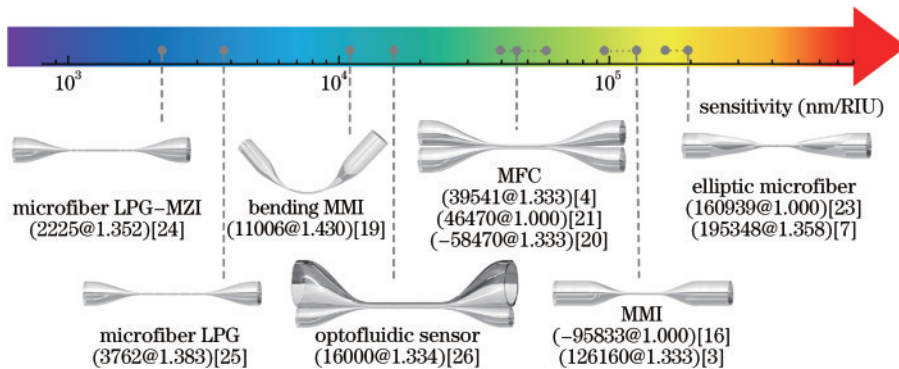 10³
10⁴
10⁵
sensitivity (nm/RIU)
microfiber LPG-MZI
(2225@1.352)[24]
bending MMI
(11006@1.430)[19]
MFC
(39541@1.333)[4]
(46470@1.000)[21]
(-58470@1.333)[20]
elliptic microfiber
(160939@1.000)[23]
(195348@1.358)[7]
microfiber LPG
(3762@1.383)[25]
optofluidic sensor
(16000@1.334)[26]
MMI
(-95833@1.000)[16]
(126160@1.333)[3]